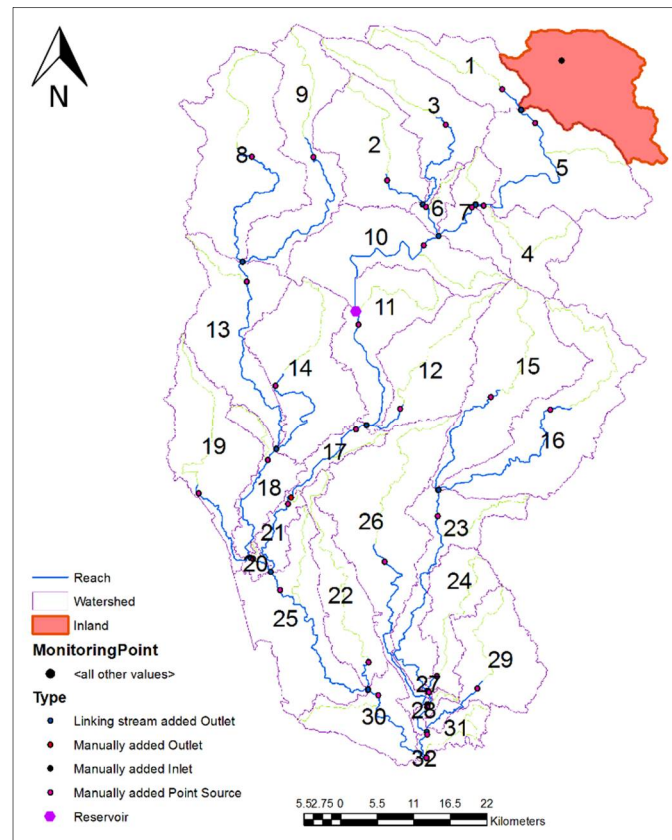 N
1
9
3
8
2
5
6
7
10
4
11
13
14
12
15
16
19
17
18
23
21
26
20
24
22
25
27
29
28
30
31
32
Reach
Watershed
Inland
MonitoringPoint
<all other values>
Type
Linking stream added Outlet
Manually added Outlet
Manually added Inlet
Manually added Point Source
Reservoir
5.52.75 0 5.5 11 16.5 22
Kilometers